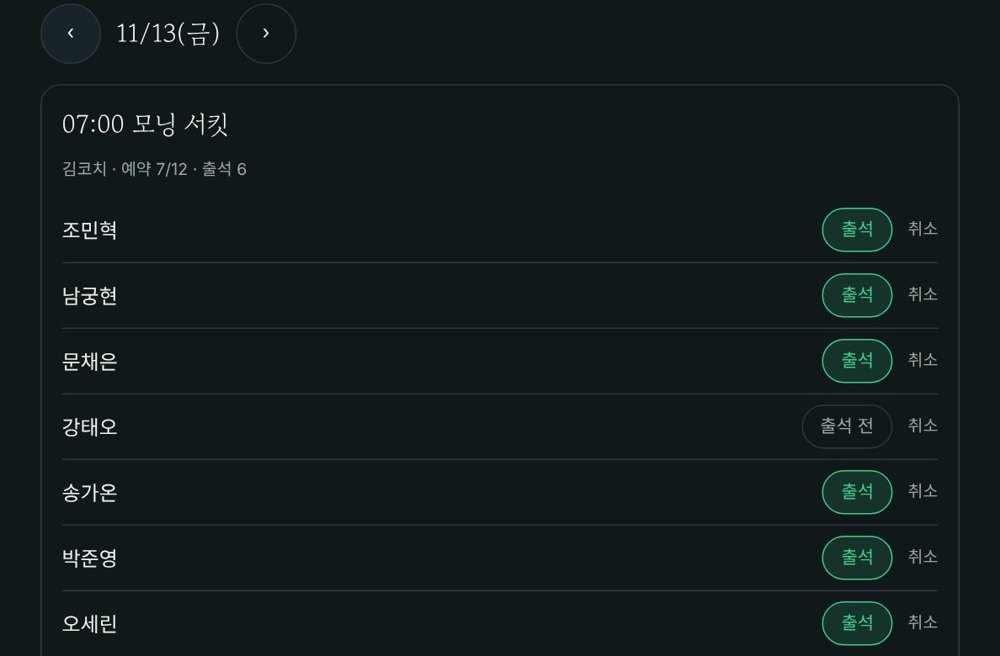 ‹ 11/13(금) ›
07:00 모닝 서킷
김코치 · 예약 7/12 · 출석 6
조민혁 출석 취소
남궁현 출석 취소
문채은 출석 취소
강태오 출석 전 취소
송가온 출석 취소
박준영 출석 취소
오세린 출석 취소